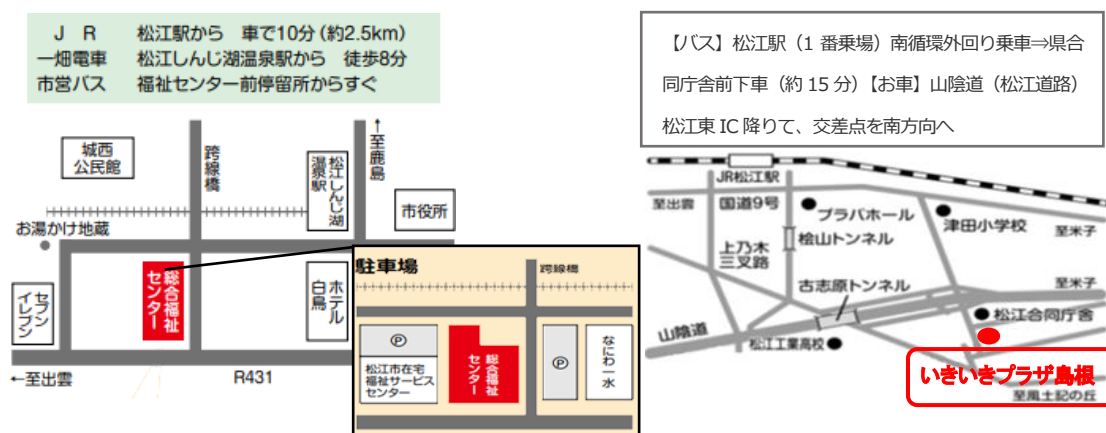 ＪＲ 松江駅から 車で10分(約2.5km)
一畑電車 松江しんじ湖温泉駅から 徒歩8分
市営バス 福祉センター前停留所からすぐ
城西
公民館
跨線橋
松江しんじ湖
温泉駅
↑至鹿島
市役所
お湯かけ地蔵
セブン
イレブン
総合福祉
センター
ホテル
白鳥
←至出雲
R431
駐車場
跨線橋
Ⓟ
松江市在宅
福祉サービス
センター
総合福祉
センター
Ⓟ
なにわ一水
【バス】松江駅（1 番乗場）南循環外回り乗車⇒県合
同庁舎前下車（約 15 分）【お車】山陰道（松江道路）
松江東 IC 降りて、交差点を南方向へ
JR松江駅
至出雲
国道9号
プラバホール
津田小学校
至米子
上乃木
三叉路
桧山トンネル
古志原トンネル
至米子
山陰道
松江工業高校
松江合同庁舎
いきいきプラザ島根
至風土記の丘